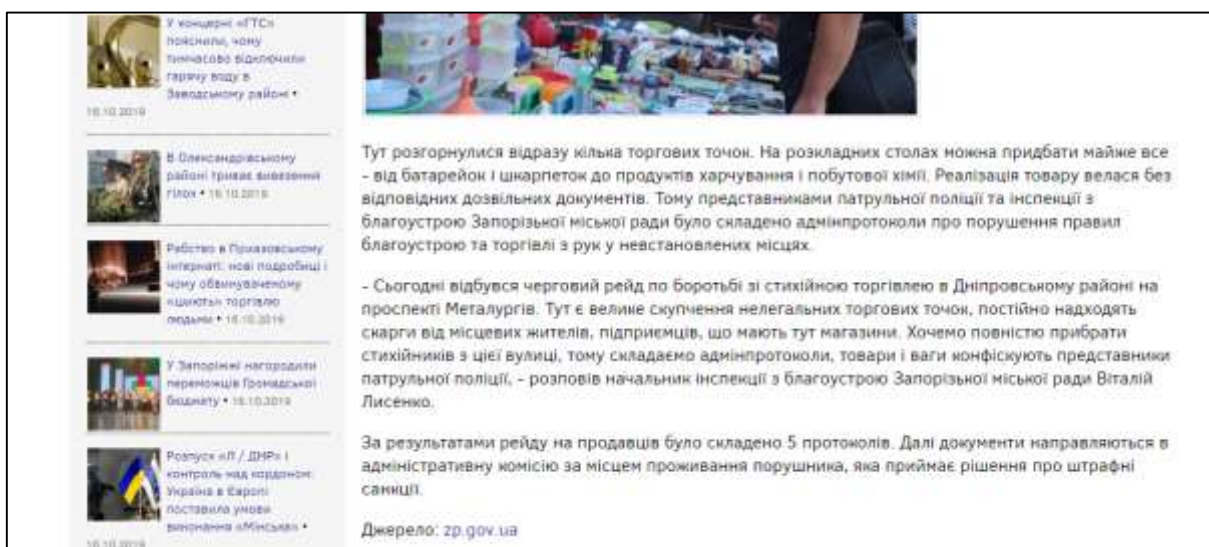 У концерні «ГТС»
пояснили, чому
тимчасово відключили
гарячу воду в
Заводському районі •
16.10.2019
В Олександрівському
районі триває вивезення
гілок • 16.10.2019
Рабство в Приазовському
інтернаті: нові подробиці і
чому обвинуваченому
«шиють» торгівлю
людьми • 16.10.2019
У Запоріжжі нагородили
переможців Громадської
бюджету • 16.10.2019
Розпуск «Л / ДНР» і
контроль над кордоном:
Україна в Європі
поставила умови
виконання «Мінська» •
16.10.2019
Тут розгорнулися відразу кілька торгових точок. На розкладних столах можна придбати майже все
– від батарейок і шкарпеток до продуктів харчування і побутової хімії. Реалізація товару велася без
відповідних дозвільних документів. Тому представниками патрульної поліції та інспекції з
благоустрою Запорізької міської ради було складено адмінпротоколи про порушення правил
благоустрою та торгівлі з рук у невстановлених місцях.
– Сьогодні відбувся черговий рейд по боротьбі зі стихійною торгівлею в Дніпровському районі на
проспекті Металургів. Тут є велике скупчення нелегальних торгових точок, постійно надходять
скарги від місцевих жителів, підприємців, що мають тут магазини. Хочемо повністю прибрати
стихійників з цієї вулиці, тому складаємо адмінпротоколи, товари і ваги конфіскують представники
патрульної поліції, – розповів начальник інспекції з благоустрою Запорізької міської ради Віталій
Лисенко.
За результатами рейду на продавців було складено 5 протоколів. Далі документи направляються в
адміністративну комісію за місцем проживання порушника, яка приймає рішення про штрафні
санкції.
Джерело: zp.gov.ua